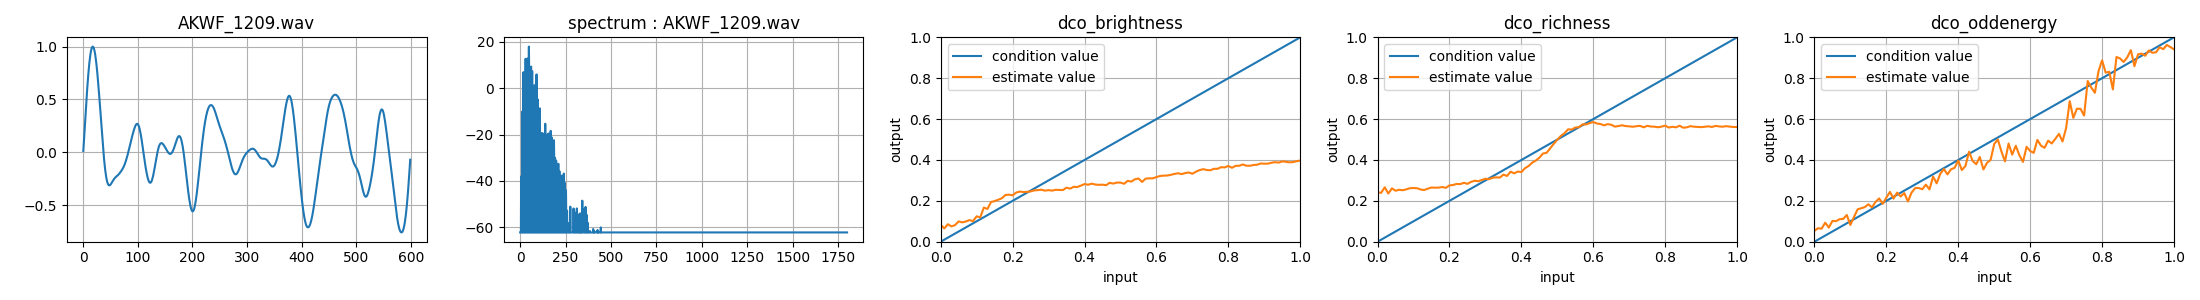 AKWF_1209.wav
1.0
0.5
0.0
−0.5
0 100 200 300 400 500 600
spectrum : AKWF_1209.wav
20
0
−20
−40
−60
0 250 500 750 1000 1250 1500 1750
dco_brightness
condition value
estimate value
output
1.0
0.8
0.6
0.4
0.2
0.0
0.0 0.2 0.4 0.6 0.8 1.0
input
dco_richness
condition value
estimate value
output
1.0
0.8
0.6
0.4
0.2
0.0
0.0 0.2 0.4 0.6 0.8 1.0
input
dco_oddenergy
condition value
estimate value
output
1.0
0.8
0.6
0.4
0.2
0.0
0.0 0.2 0.4 0.6 0.8 1.0
input